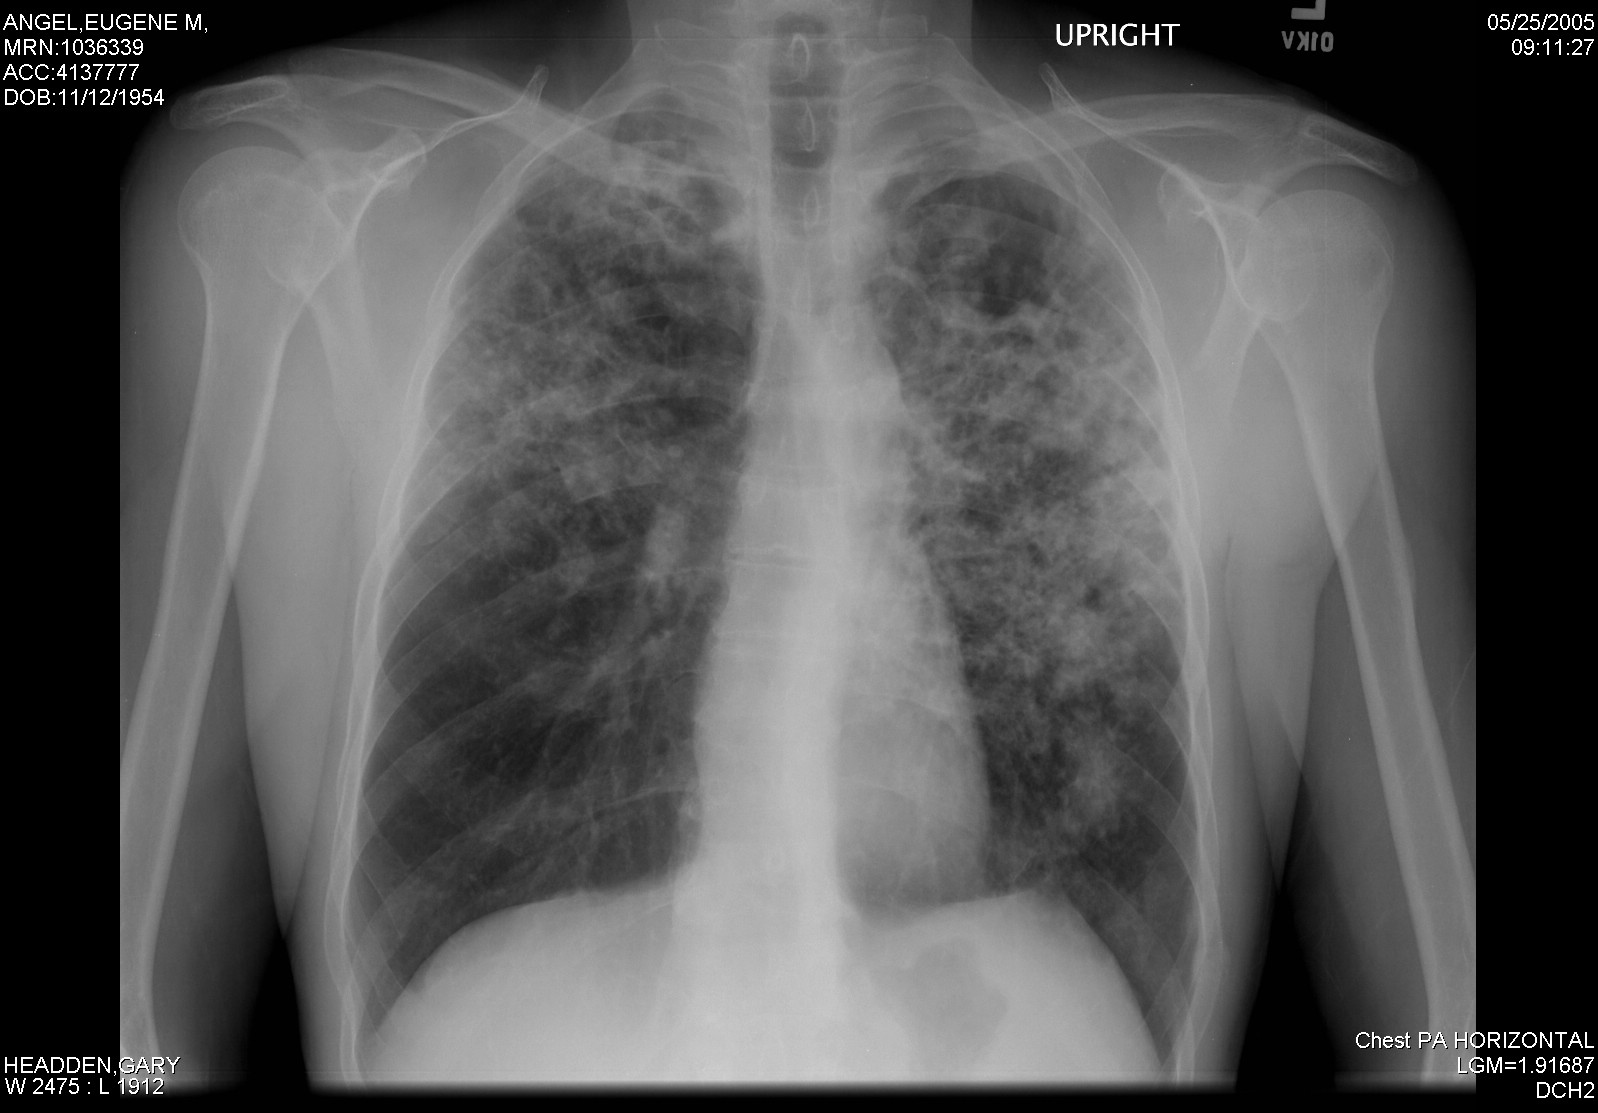 ANGEL,EUGENE M,
MRN:1036339
ACC:4137777
DOB:11/12/1954
UPRIGHT
L
01KV
05/25/2005
09:11:27
HEADDEN,GARY
W 2475 : L 1912
Chest PA HORIZONTAL
LGM=1.91687
DCH2